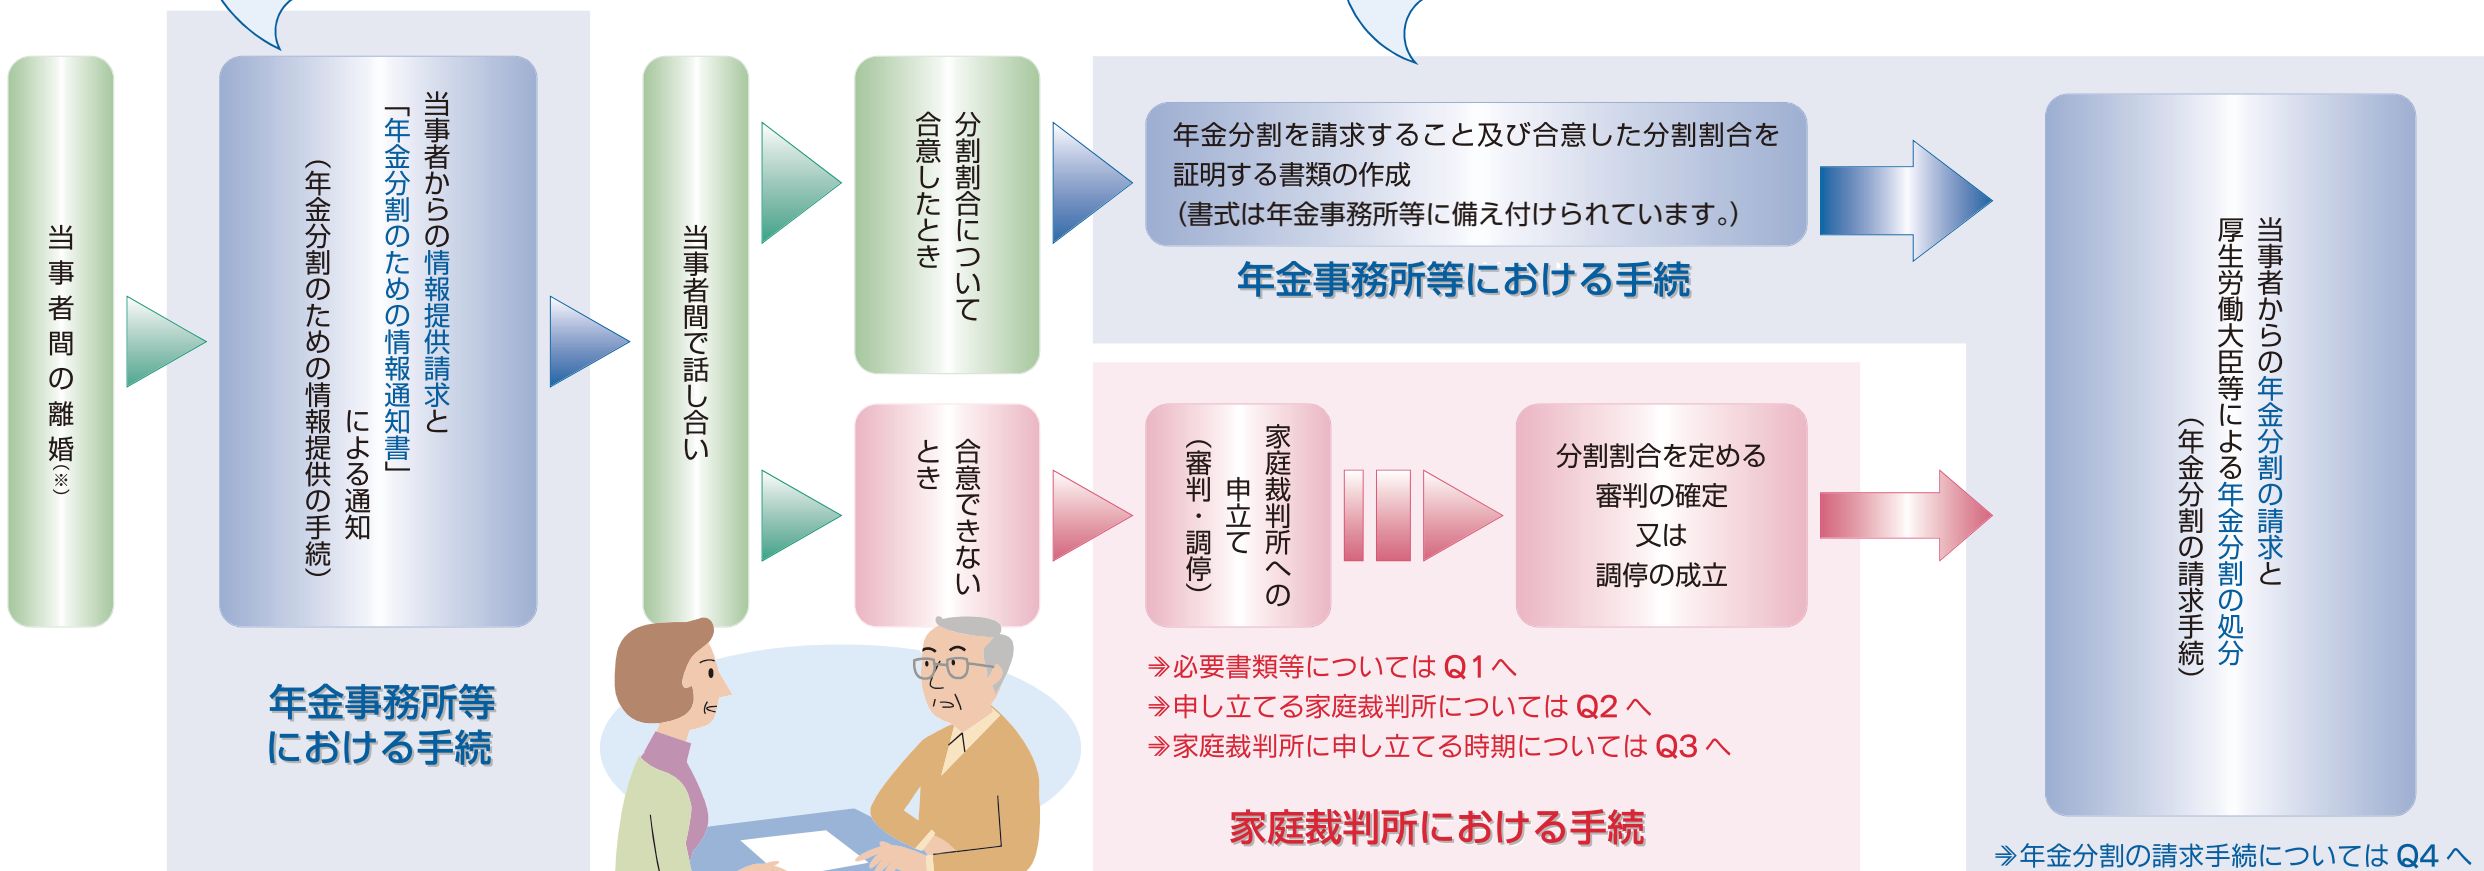 当事者間の離婚(※)
当事者からの情報提供請求と
「年金分割のための情報通知書」
による通知
(年金分割のための情報提供の手続)
年金事務所等
における手続
当事者間で話し合い
分割割合について
合意したとき
年金分割を請求すること及び合意した分割割合を
証明する書類の作成
(書式は年金事務所等に備え付けられています。)
年金事務所等における手続
合意できない
とき
家庭裁判所への
申立て
(審判・調停)
分割割合を定める
審判の確定
又は
調停の成立
⇒必要書類等についてはQ1へ
⇒申し立てる家庭裁判所についてはQ2へ
⇒家庭裁判所に申し立てる時期についてはQ3へ
家庭裁判所における手続
当事者からの年金分割の請求と
厚生労働大臣等による年金分割の処分
(年金分割の請求手続)
⇒年金分割の請求手続についてはQ4へ